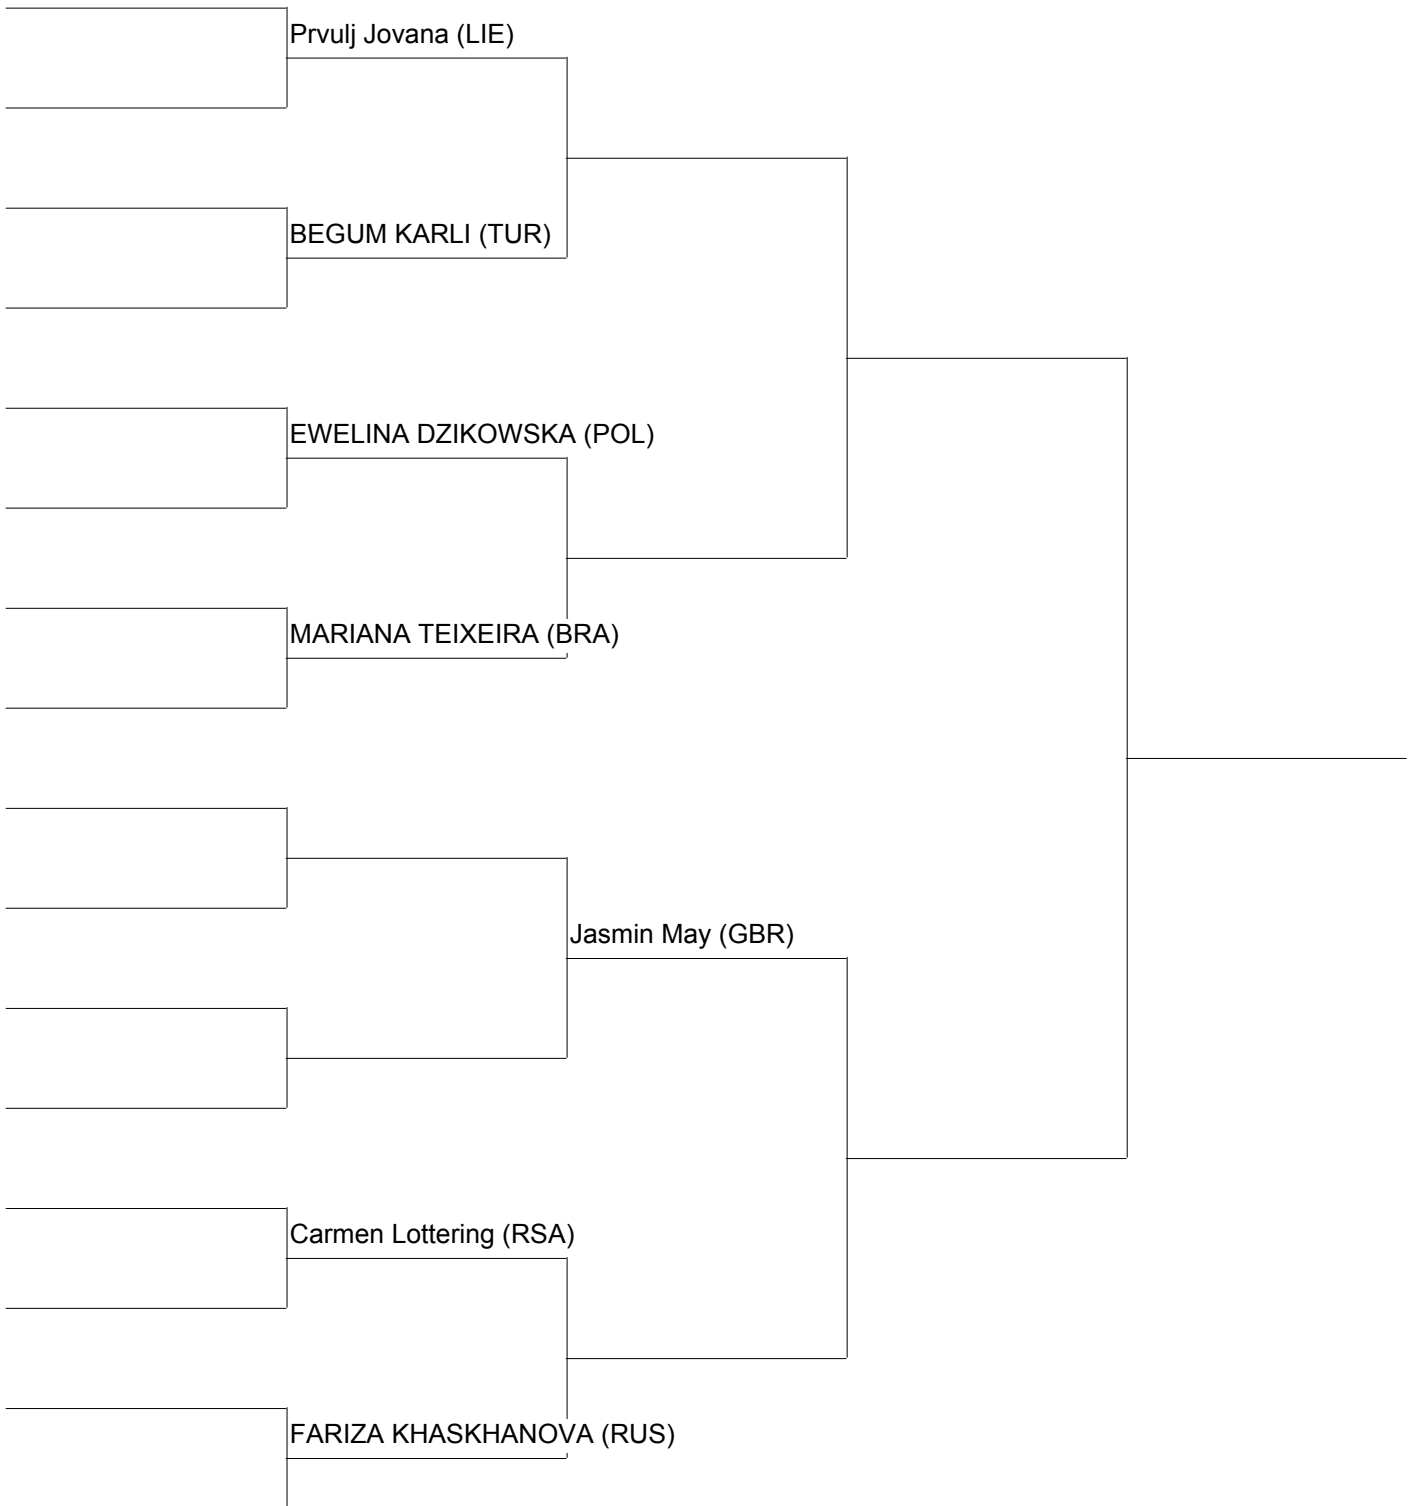 Prvulj Jovana (LIE)
BEGUM KARLI (TUR)
EWELINA DZIKOWSKA (POL)
MARIANA TEIXEIRA (BRA)
Jasmin May (GBR)
Carmen Lottering (RSA)
FARIZA KHASKHANOVA (RUS)